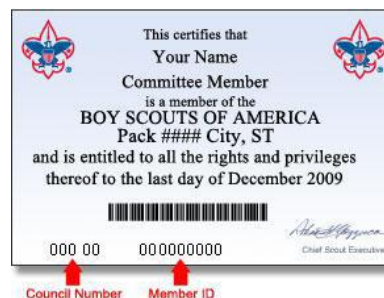 This certifies that
Your Name
Committee Member
is a member of the
BOY SCOUTS OF AMERICA
Pack #### City, ST
and is entitled to all the rights and privileges
thereof to the last day of December 2009
000 00 000000000
Chief Scout Executive
Council Number Member ID